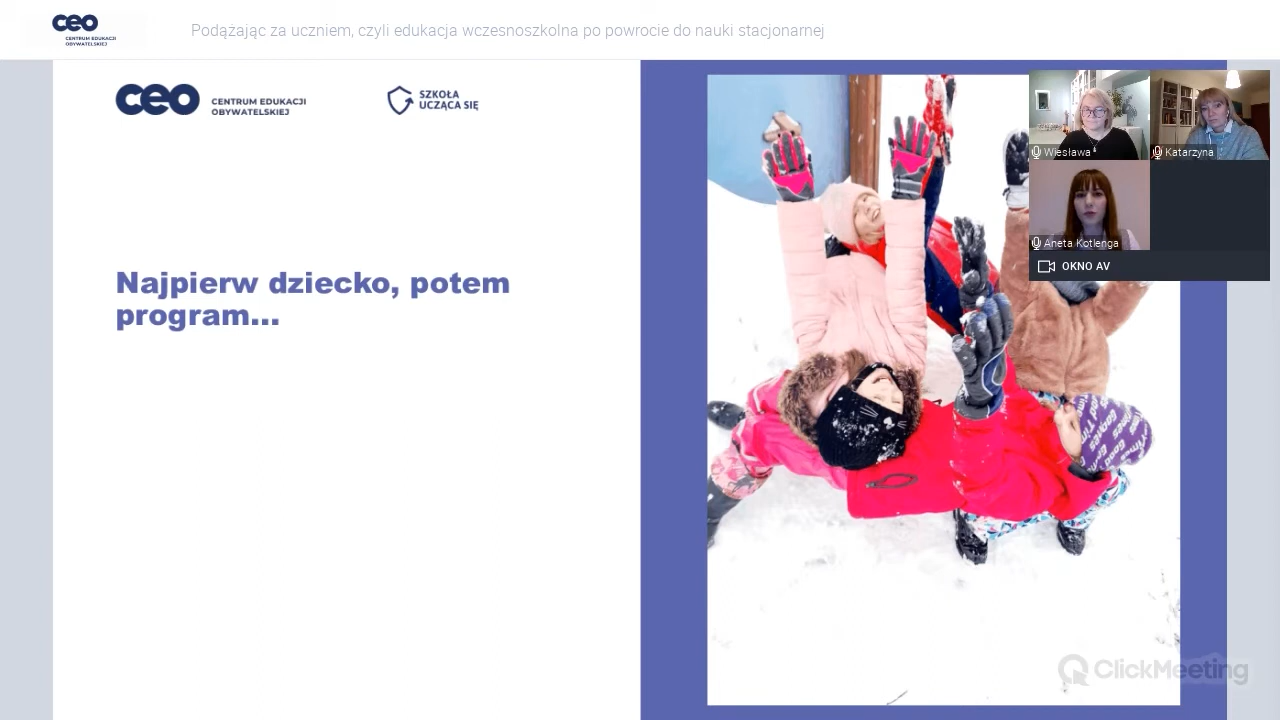 ceo
CENTRUM EDUKACJI
OBYWATELSKIEJ
Podążając za uczniem, czyli edukacja wczesnoszkolna po powrocie do nauki stacjonarnej
ceo
CENTRUM EDUKACJI
OBYWATELSKIEJ
SZKOŁA
UCZĄCA SIĘ
Najpierw dziecko, potem
program...
Wiesława
Katarzyna
Aneta Kotlenga
OKNO AV
ClickMeeting